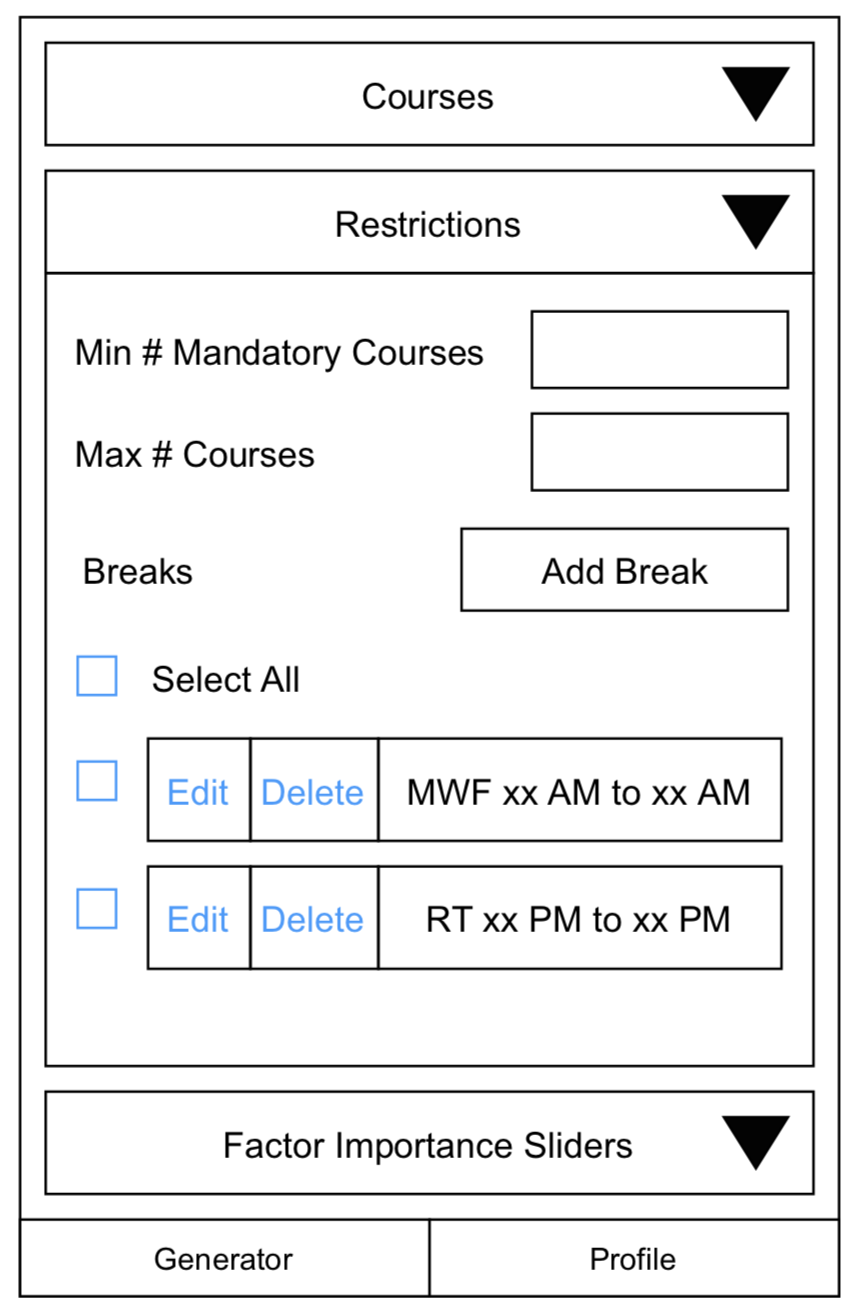 Courses
Restrictions
Min # Mandatory Courses
Max # Courses
Breaks
Add Break
Select All
Edit Delete MWF xx AM to xx AM
Edit Delete RT xx PM to xx PM
Factor Importance Sliders
Generator Profile